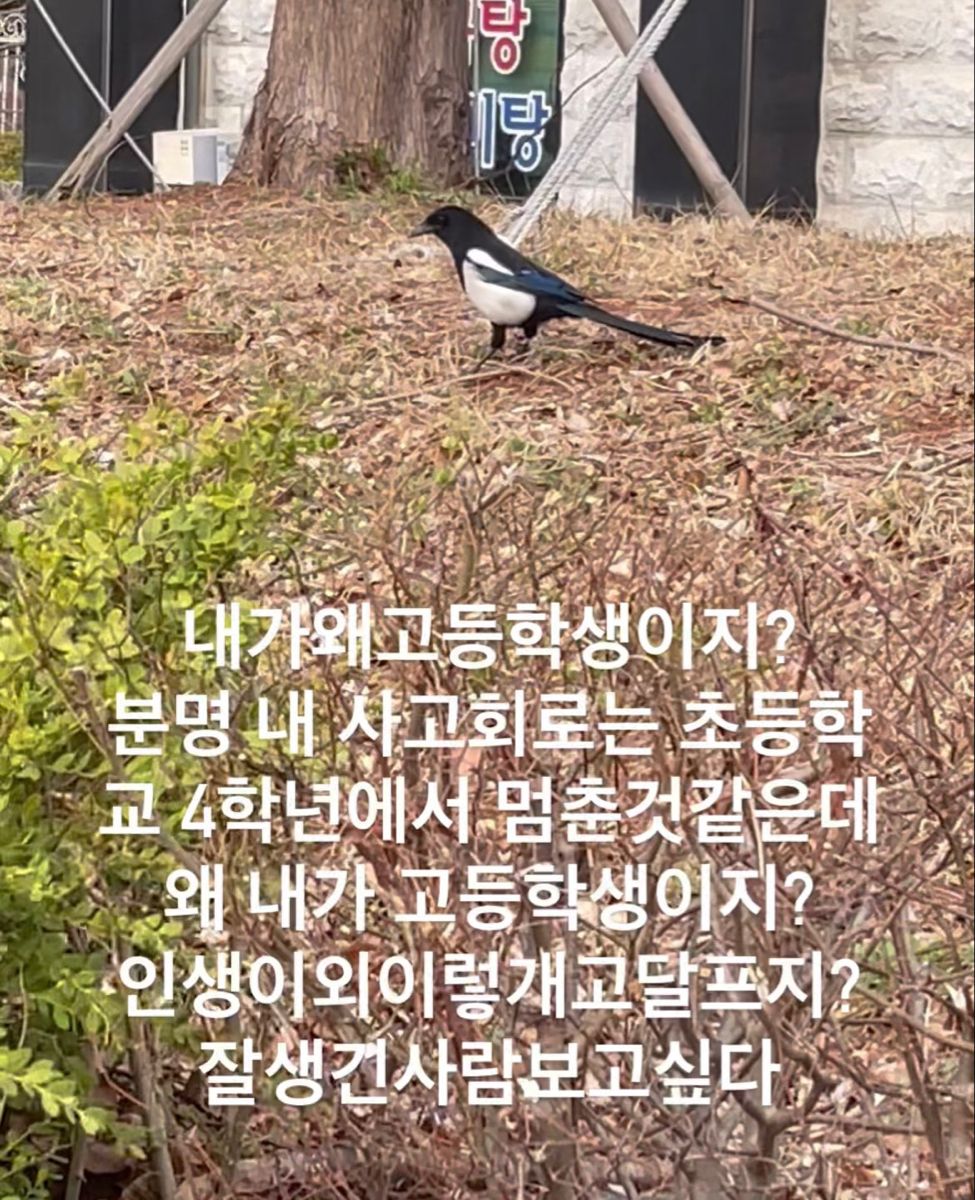 탕
탕
내가왜고등학생이지?
분명 내 사고회로는 초등학
교 4학년에서 멈춘것같은데
왜 내가 고등학생이지?
인생이외이렇개고달프지?
잘생긴사람보고싶다